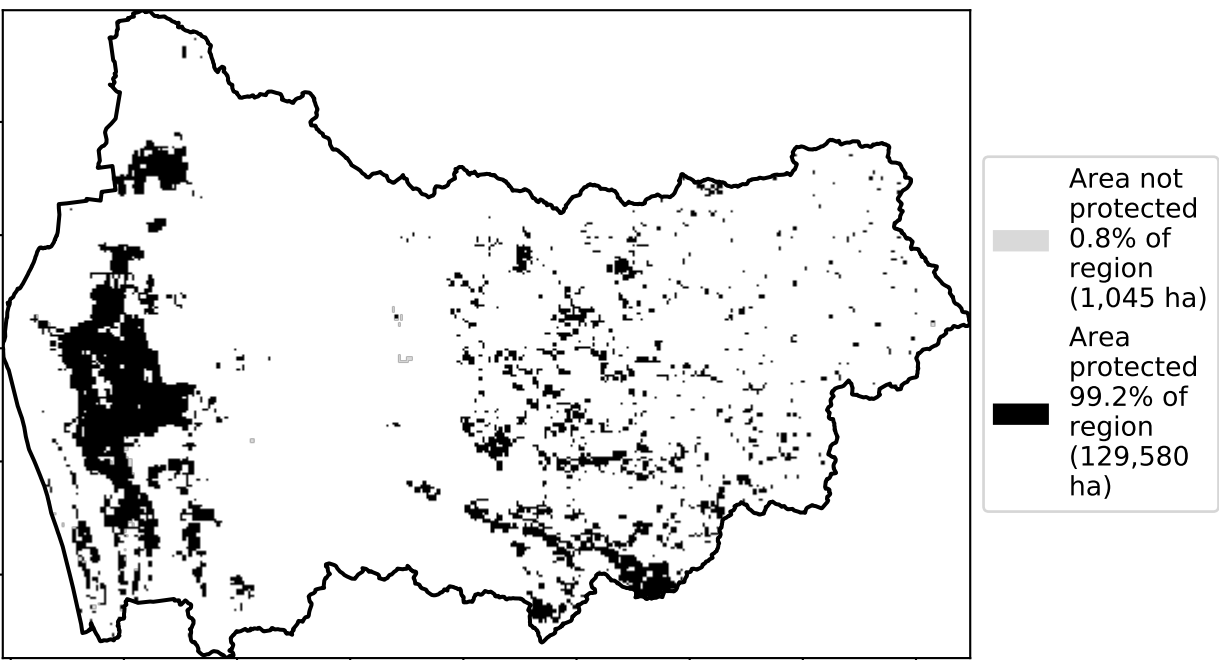 Area not
protected
0.8% of
region
(1,045 ha)
Area
protected
99.2% of
region
(129,580
ha)